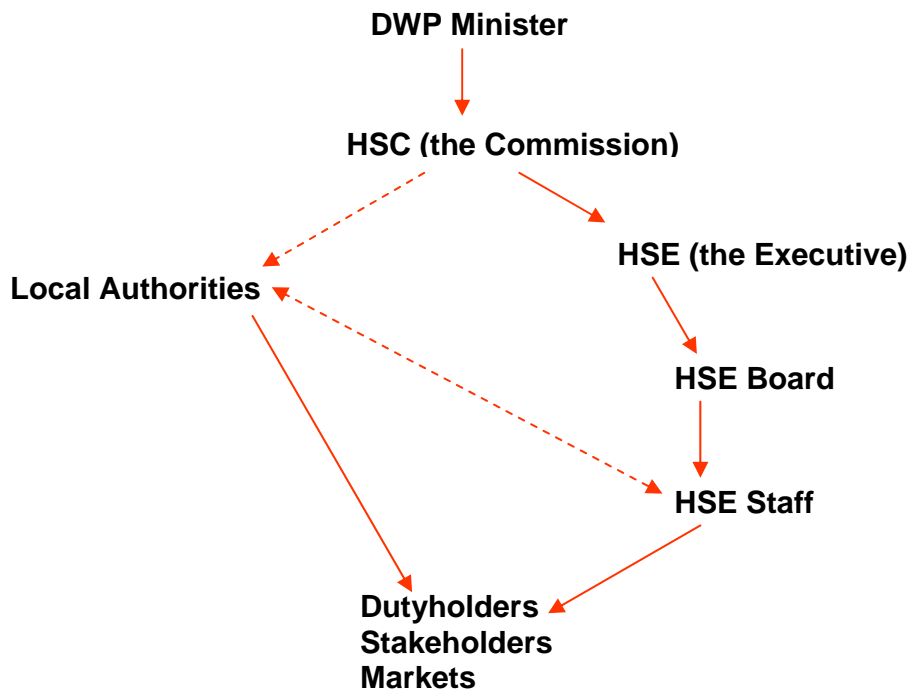 DWP Minister
HSC (the Commission)
HSE (the Executive)
Local Authorities
HSE Board
HSE Staff
Dutyholders
Stakeholders
Markets